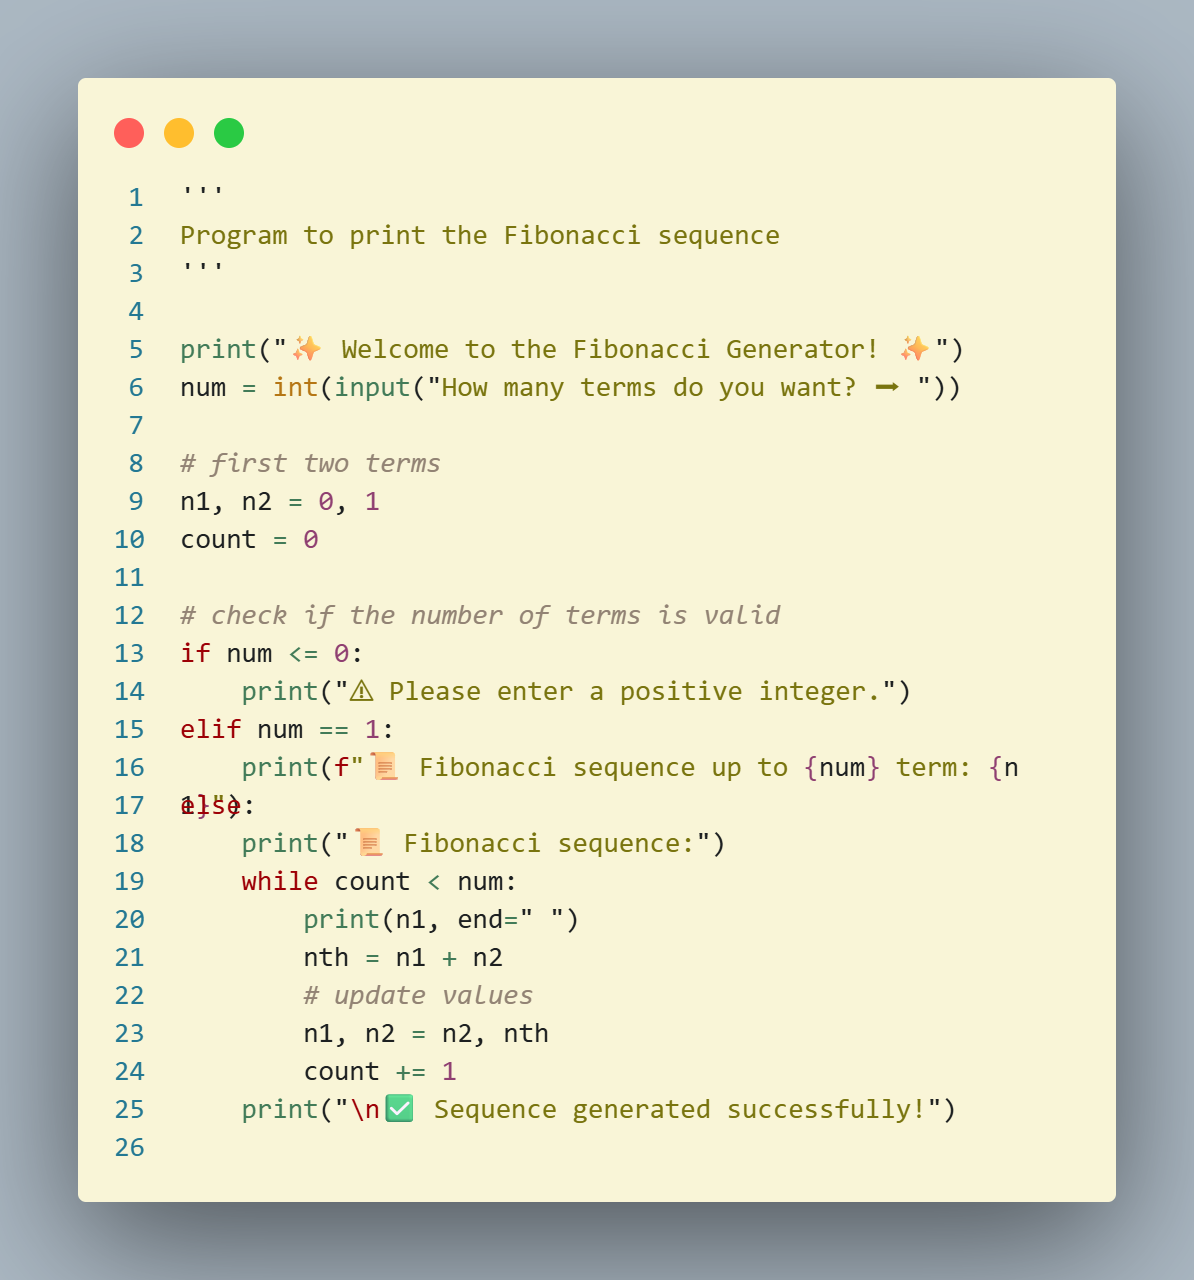 1 '''
2 Program to print the Fibonacci sequence
3 '''
4
5 print("✨ Welcome to the Fibonacci Generator! ✨")
6 num = int(input("How many terms do you want? ➡ "))
7
8 # first two terms
9 n1, n2 = 0, 1
10 count = 0
11
12 # check if the number of terms is valid
13 if num <= 0:
14     print("⚠ Please enter a positive integer.")
15 elif num == 1:
16     print(f"📜 Fibonacci sequence up to {num} term: {n
1}")
17 else:
18     print("📜 Fibonacci sequence:")
19     while count < num:
20         print(n1, end=" ")
21         nth = n1 + n2
22         # update values
23         n1, n2 = n2, nth
24         count += 1
25     print("\n✅ Sequence generated successfully!")
26